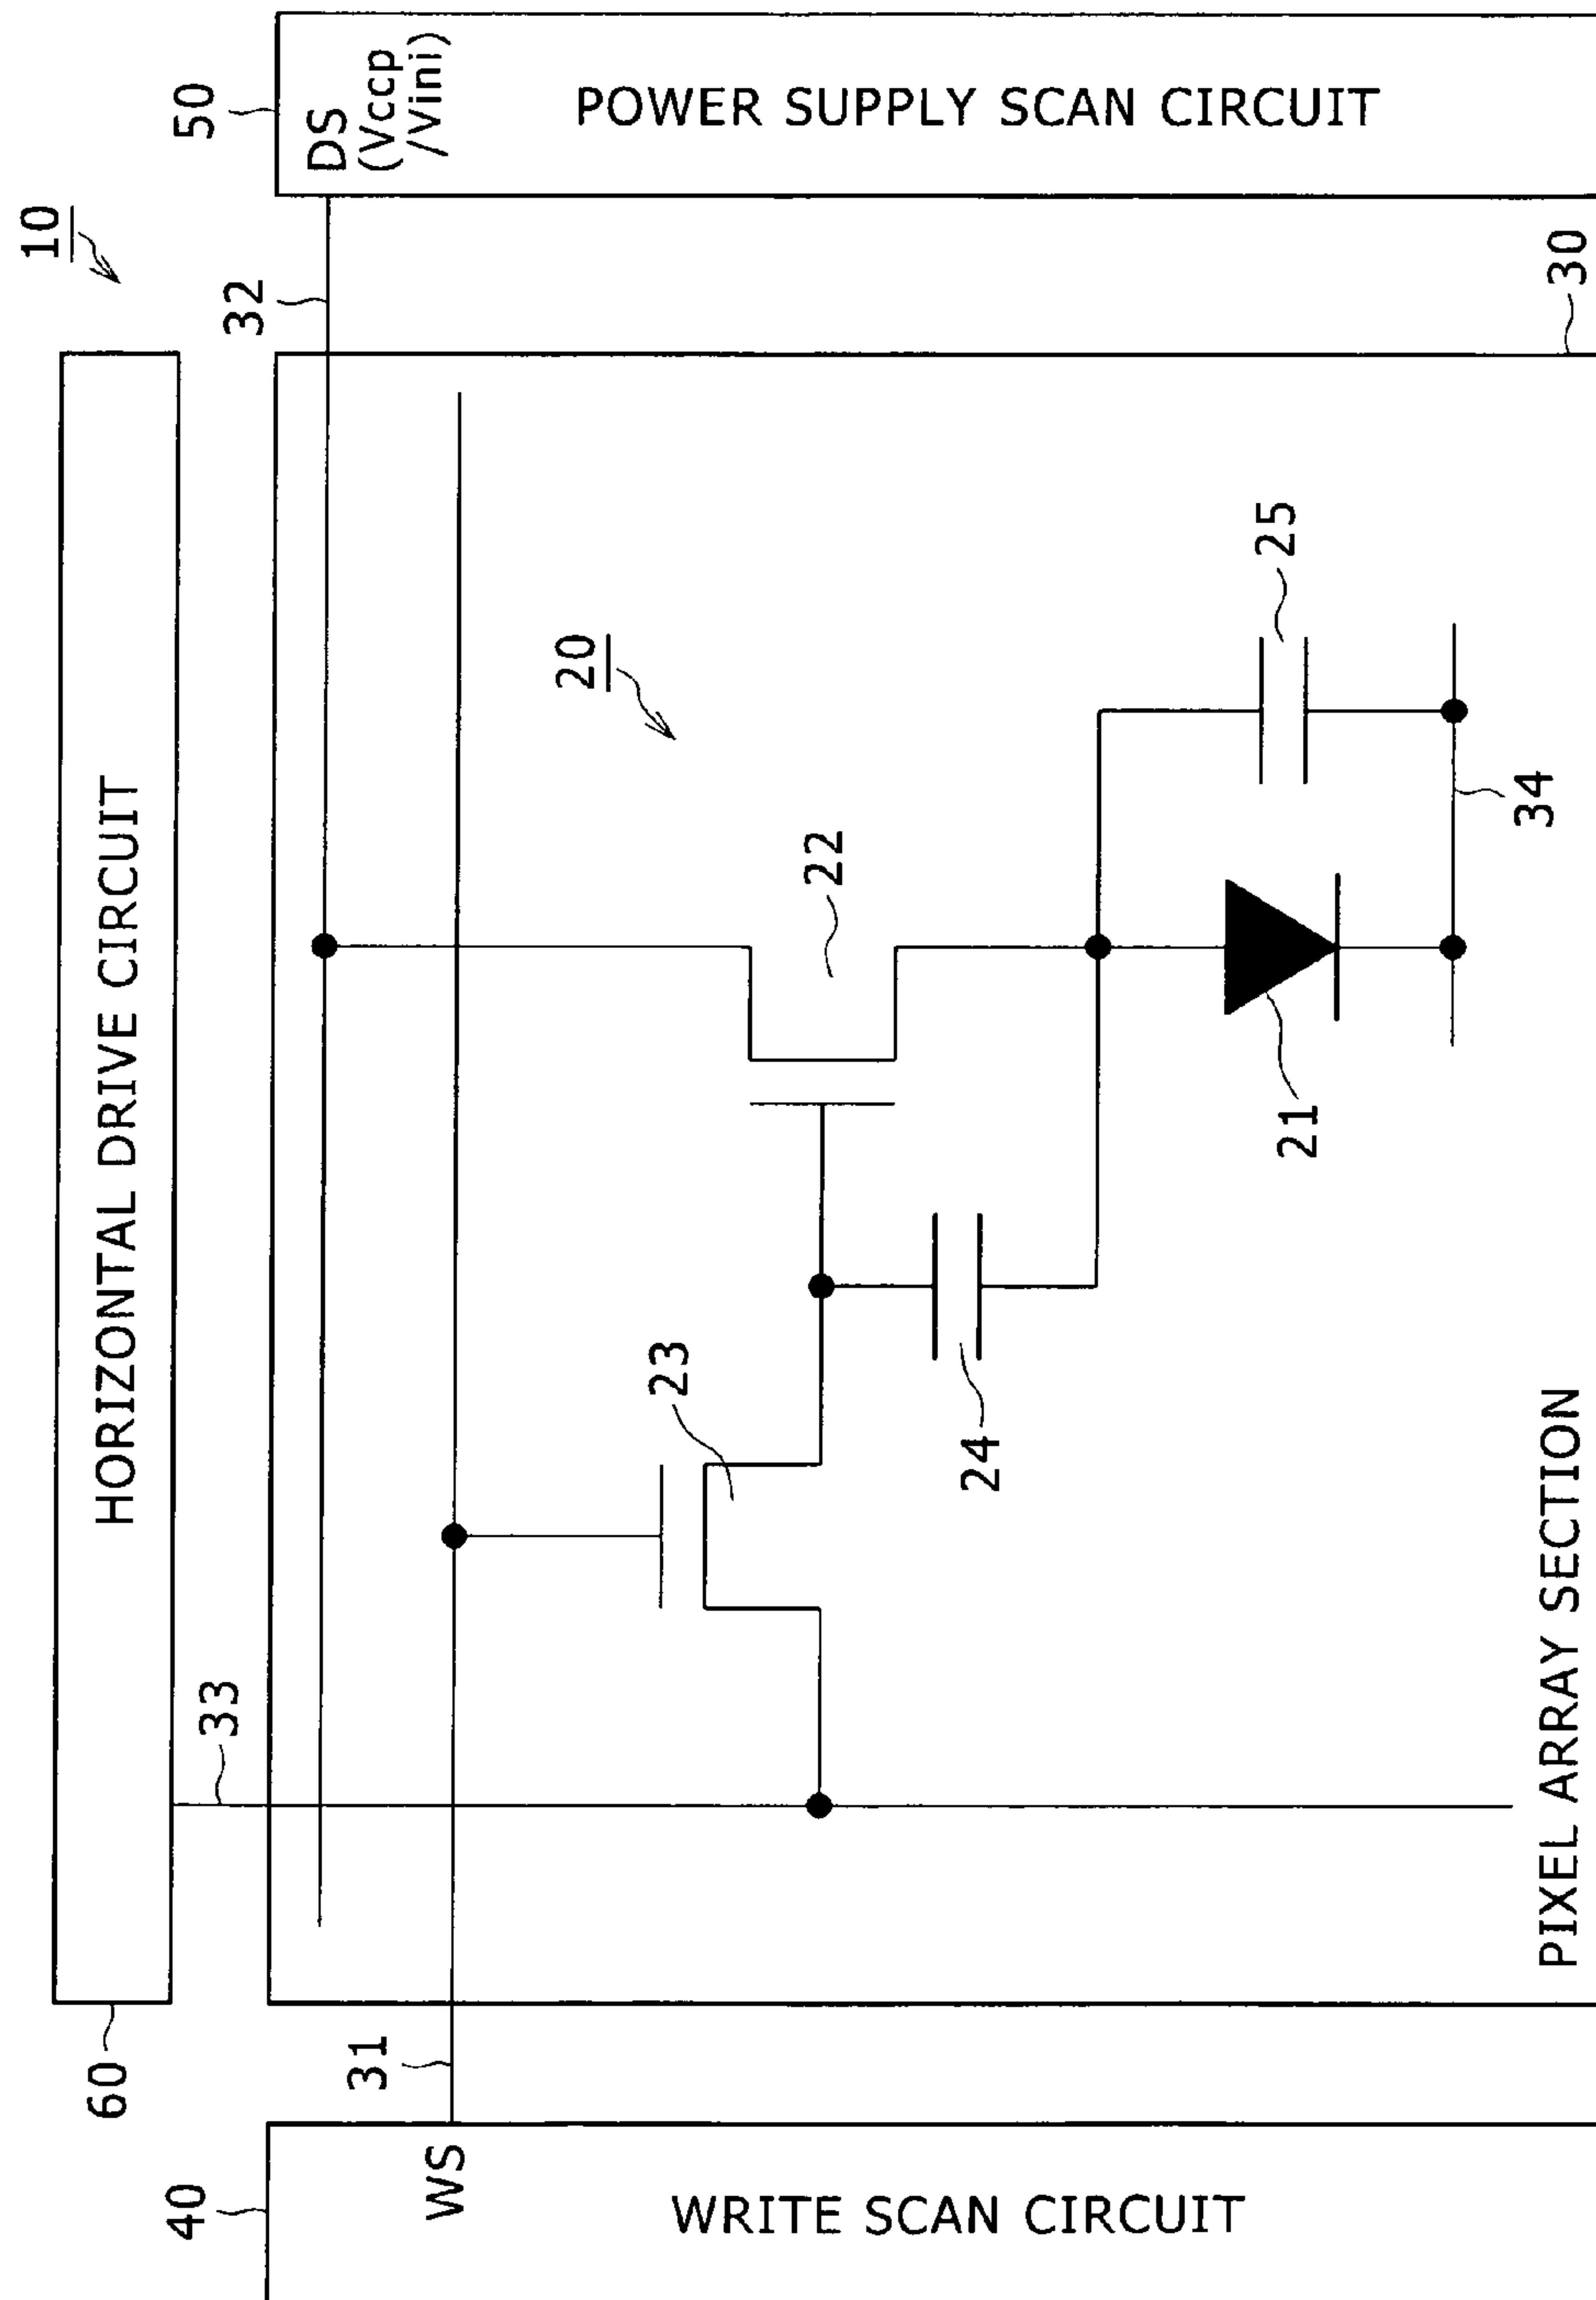 10
60
HORIZONTAL DRIVE CIRCUIT
50
40
33
32
31
DS
(Vccp
/Vini)
WS
POWER SUPPLY SCAN CIRCUIT
WRITE SCAN CIRCUIT
20
23
22
24
25
21
34
PIXEL ARRAY SECTION
30